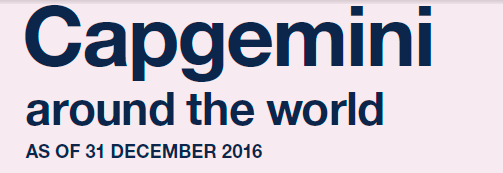 Capgemini
around the world
AS OF 31 DECEMBER 2016